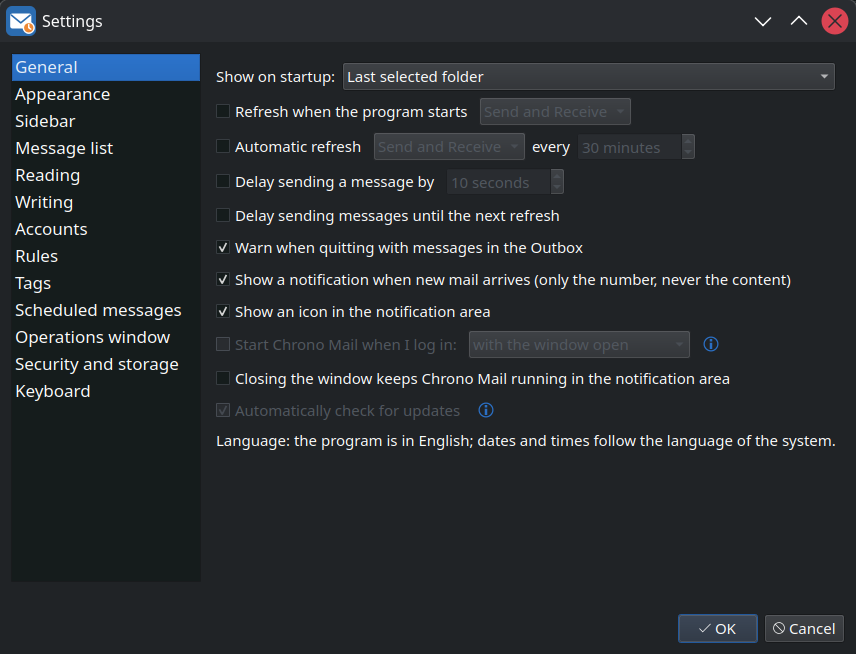 Settings
General
Appearance
Sidebar
Message list
Reading
Writing
Accounts
Rules
Tags
Scheduled messages
Operations window
Security and storage
Keyboard
Show on startup: Last selected folder
Refresh when the program starts Send and Receive
Automatic refresh Send and Receive every 30 minutes
Delay sending a message by 10 seconds
Delay sending messages until the next refresh
Warn when quitting with messages in the Outbox
Show a notification when new mail arrives (only the number, never the content)
Show an icon in the notification area
Start Chrono Mail when I log in: with the window open
Closing the window keeps Chrono Mail running in the notification area
Automatically check for updates
Language: the program is in English; dates and times follow the language of the system.
OK Cancel